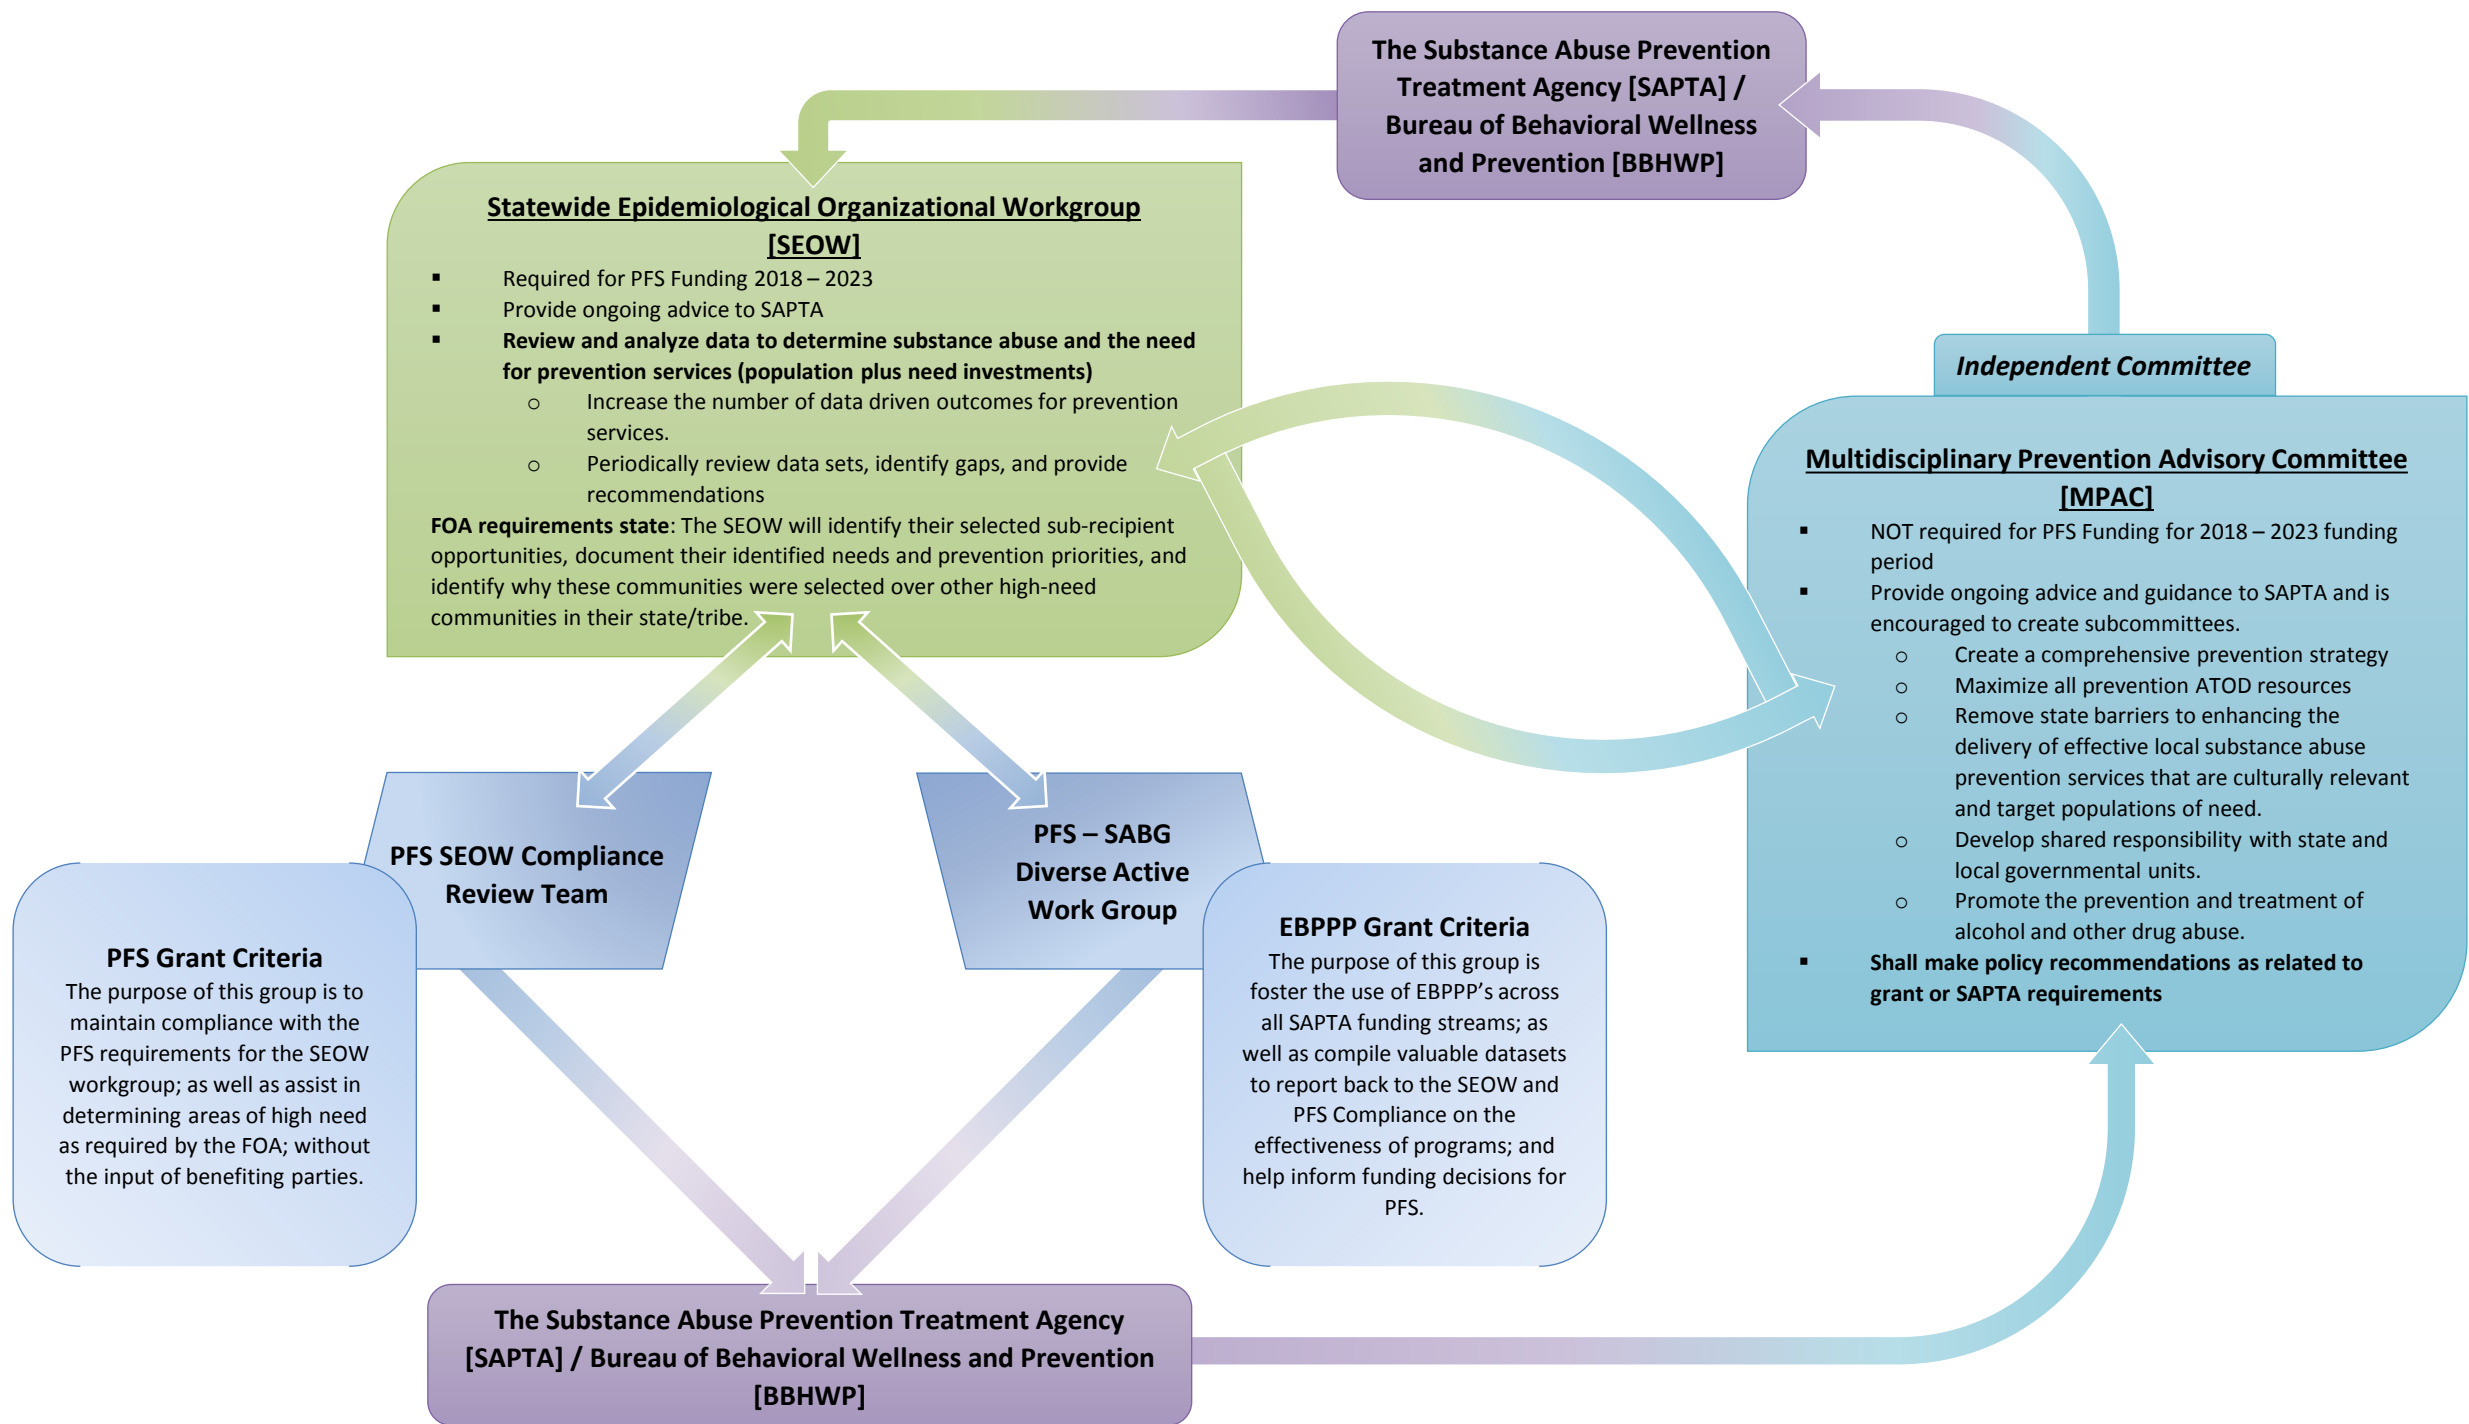 The Substance Abuse Prevention
Treatment Agency [SAPTA] /
Bureau of Behavioral Wellness
and Prevention [BBHWP]
Statewide Epidemiological Organizational Workgroup
[SEOW]
▪ Required for PFS Funding 2018 – 2023
▪ Provide ongoing advice to SAPTA
▪ Review and analyze data to determine substance abuse and the need
for prevention services (population plus need investments)
o Increase the number of data driven outcomes for prevention
services.
o Periodically review data sets, identify gaps, and provide
recommendations
FOA requirements state: The SEOW will identify their selected sub-recipient
opportunities, document their identified needs and prevention priorities, and
identify why these communities were selected over other high-need
communities in their state/tribe.
Independent Committee
Multidisciplinary Prevention Advisory Committee
[MPAC]
▪ NOT required for PFS Funding for 2018 – 2023 funding
period
▪ Provide ongoing advice and guidance to SAPTA and is
encouraged to create subcommittees.
o Create a comprehensive prevention strategy
o Maximize all prevention ATOD resources
o Remove state barriers to enhancing the
delivery of effective local substance abuse
prevention services that are culturally relevant
and target populations of need.
o Develop shared responsibility with state and
local governmental units.
o Promote the prevention and treatment of
alcohol and other drug abuse.
▪ Shall make policy recommendations as related to
grant or SAPTA requirements
PFS SEOW Compliance
Review Team
PFS – SABG
Diverse Active
Work Group
PFS Grant Criteria
The purpose of this group is to
maintain compliance with the
PFS requirements for the SEOW
workgroup; as well as assist in
determining areas of high need
as required by the FOA; without
the input of benefiting parties.
EBPPP Grant Criteria
The purpose of this group is
foster the use of EBPPP’s across
all SAPTA funding streams; as
well as compile valuable datasets
to report back to the SEOW and
PFS Compliance on the
effectiveness of programs; and
help inform funding decisions for
PFS.
The Substance Abuse Prevention Treatment Agency
[SAPTA] / Bureau of Behavioral Wellness and Prevention
[BBHWP]